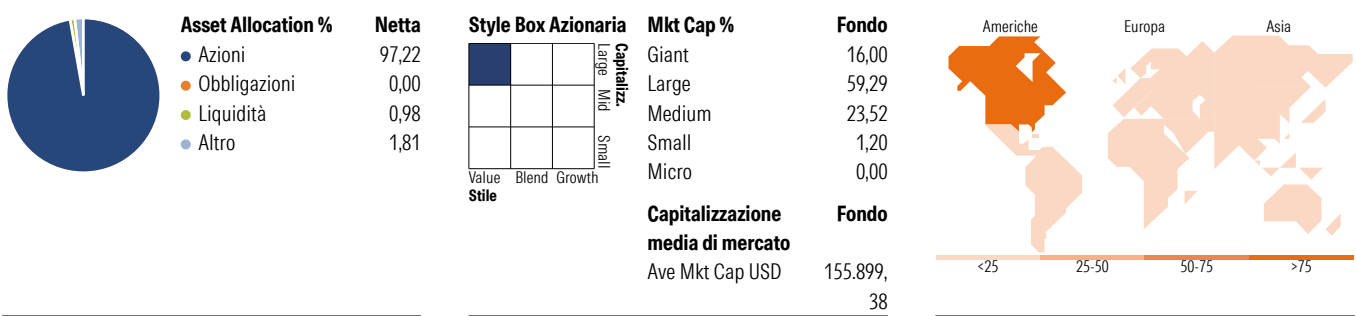 Asset Allocation % Netta
Azioni 97,22
Obbligazioni 0,00
Liquidità 0,98
Altro 1,81
Style Box Azionaria
Capitalizz.
Large Mid Small
Value Blend Growth
Stile
Mkt Cap % Fondo
Giant 16,00
Large 59,29
Medium 23,52
Small 1,20
Micro 0,00
Capitalizzazione Fondo
media di mercato
Ave Mkt Cap USD 155.899,
38
Americhe Europa Asia
<25 25-50 50-75 >75